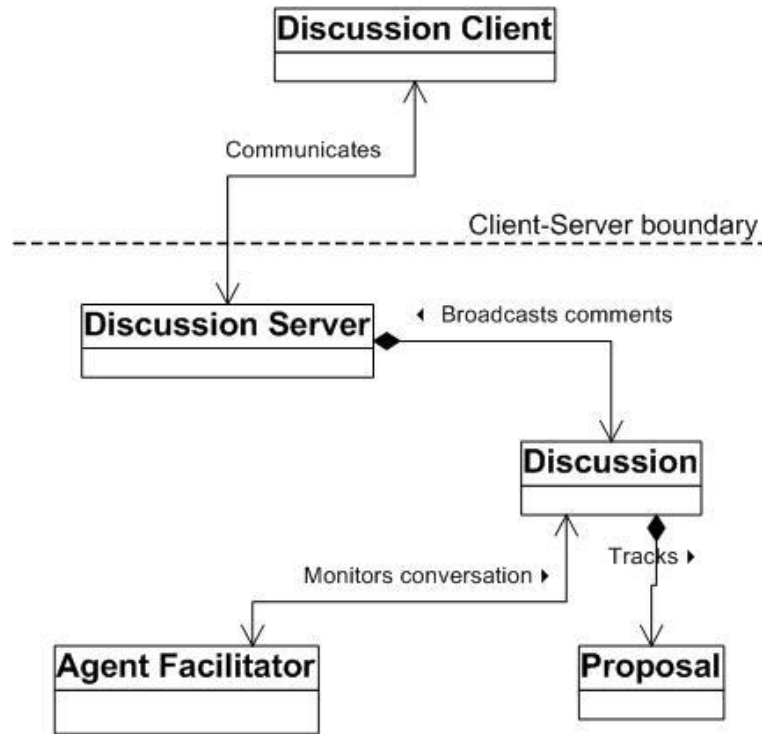 Discussion Client
Communicates
Client-Server boundary
Discussion Server
Broadcasts comments
Discussion
Tracks
Monitors conversation
Agent Facilitator
Proposal